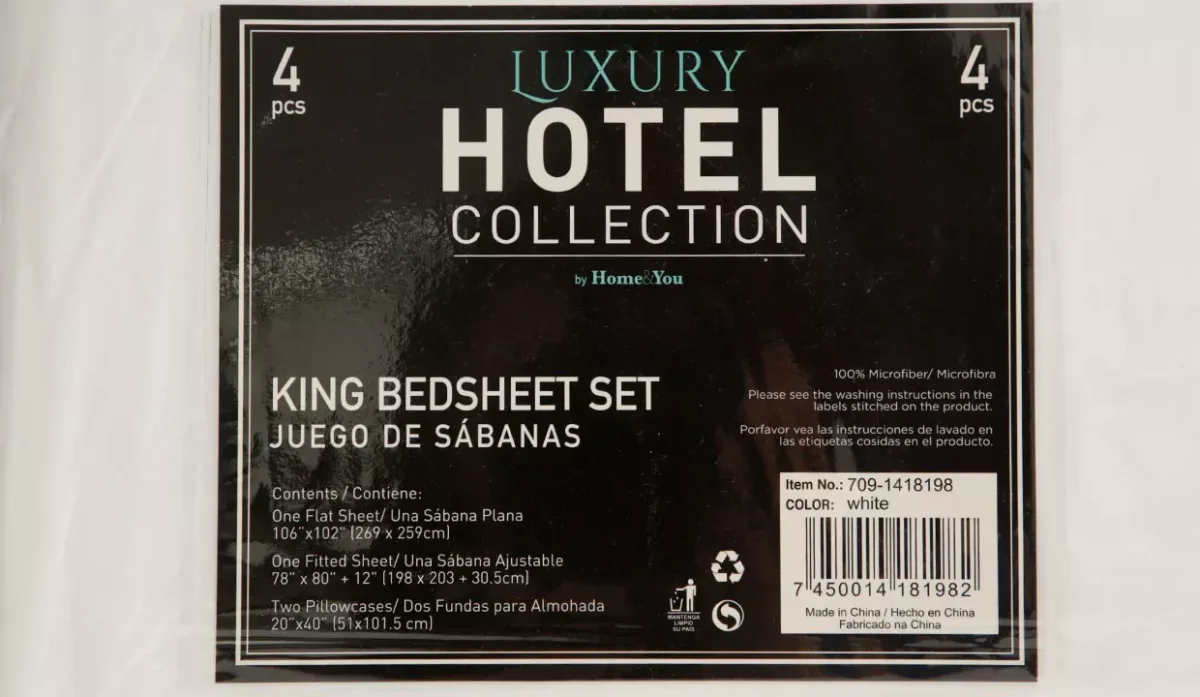 4
pcs
LUXURY
HOTEL
COLLECTION
by Home&You
4
pcs
KING BEDSHEET SET
JUEGO DE SÁBANAS
Contents / Contiene:
One Flat Sheet/ Una Sábana Plana
106"x102" (269 x 259cm)
One Fitted Sheet/ Una Sábana Ajustable
78" x 80" + 12" (198 x 203 + 30.5cm)
Two Pillowcases/ Dos Fundas para Almohada
20"x40" (51x101.5 cm)
100% Microfiber/ Microfibra
Please see the washing instructions in the
labels stitched on the product.
Porfavor vea las instrucciones de lavado en
las etiquetas cosidas en el producto.
MANTENGA
LIMPIO
SU PAIS
Item No.: 709-1418198
COLOR: white
7 450014 181982
Made in China / Hecho en China
Fabricado na China